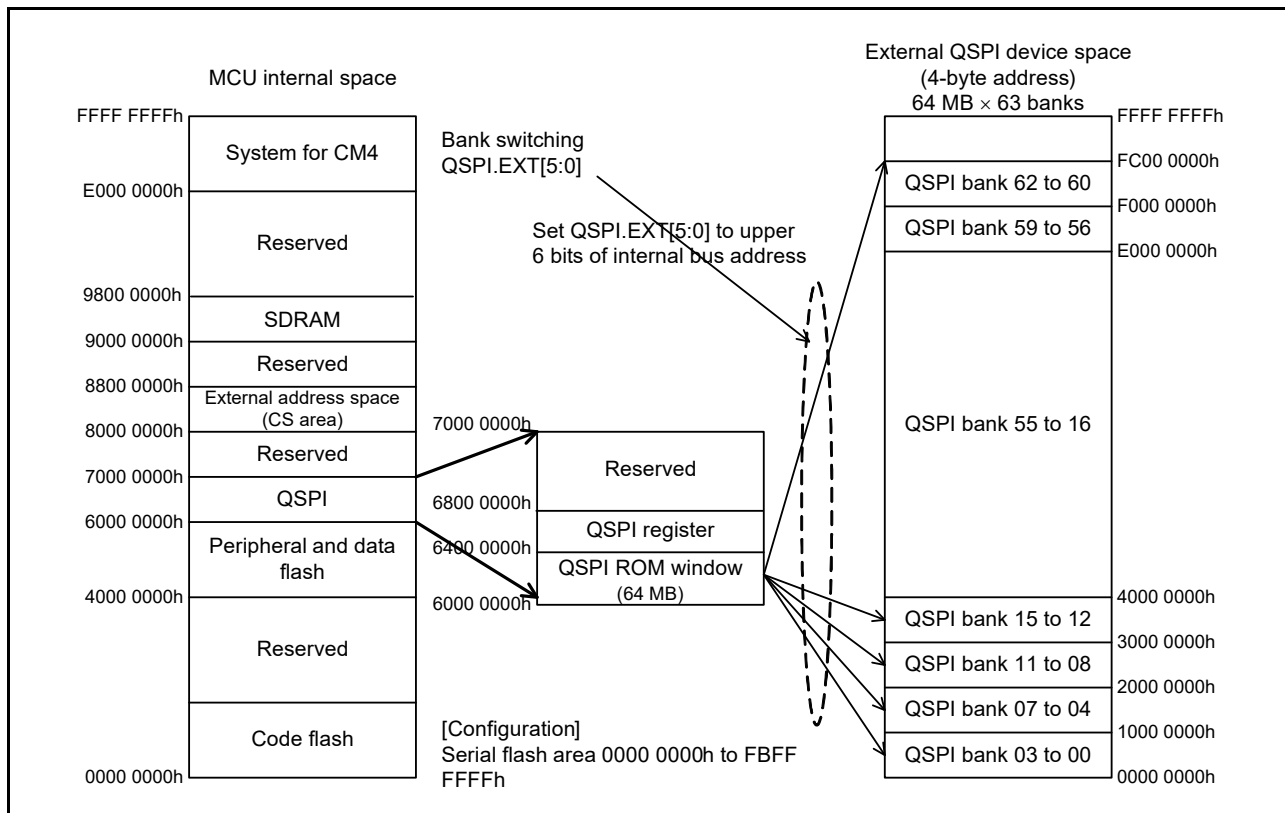 MCU internal space
FFFF FFFFh
System for CM4
E000 0000h
Reserved
9800 0000h
SDRAM
9000 0000h
Reserved
8800 0000h
External address space
(CS area)
8000 0000h
Reserved
7000 0000h
QSPI
6000 0000h
Peripheral and data
flash
4000 0000h
Reserved
Code flash
0000 0000h
Bank switching
QSPI.EXT[5:0]
Set QSPI.EXT[5:0] to upper
6 bits of internal bus address
7000 0000h
Reserved
6800 0000h
QSPI register
6400 0000h
QSPI ROM window
(64 MB)
6000 0000h
[Configuration]
Serial flash area 0000 0000h to FBFF
FFFFh
External QSPI device space
(4-byte address)
64 MB × 63 banks
FFFF FFFFh
FC00 0000h
QSPI bank 62 to 60
F000 0000h
QSPI bank 59 to 56
E000 0000h
QSPI bank 55 to 16
4000 0000h
QSPI bank 15 to 12
3000 0000h
QSPI bank 11 to 08
2000 0000h
QSPI bank 07 to 04
1000 0000h
QSPI bank 03 to 00
0000 0000h